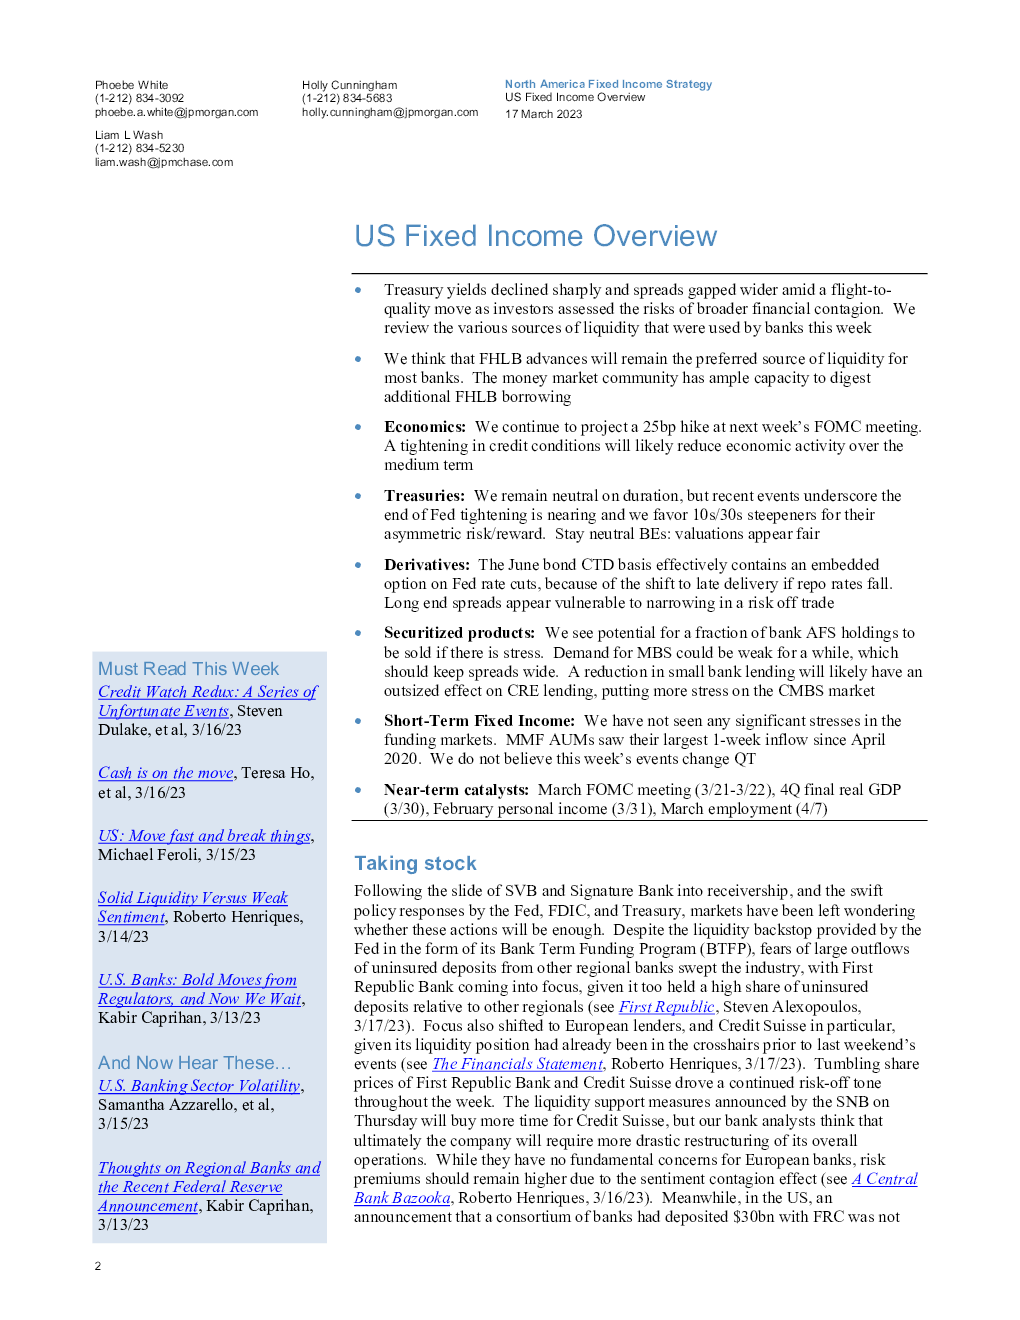 Phoebe White
(1-212) 834-3092
phoebe.a.white@jpmorgan.com
Liam L Wash
(1-212) 834-5230
liam.wash@jpmchase.com
Holly Cunningham
(1-212) 834-5683
holly.cunningham@jpmorgan.com
North America Fixed Income Strategy
US Fixed Income Overview
17 March 2023
US Fixed Income Overview
• Treasury yields declined sharply and spreads gapped wider amid a flight-to-
quality move as investors assessed the risks of broader financial contagion.  We
review the various sources of liquidity that were used by banks this week
• We think that FHLB advances will remain the preferred source of liquidity for
most banks.  The money market community has ample capacity to digest
additional FHLB borrowing
• Economics:  We continue to project a 25bp hike at next week’s FOMC meeting.
A tightening in credit conditions will likely reduce economic activity over the
medium term
• Treasuries:  We remain neutral on duration, but recent events underscore the
end of Fed tightening is nearing and we favor 10s/30s steepeners for their
asymmetric risk/reward.  Stay neutral BEs: valuations appear fair
• Derivatives:  The June bond CTD basis effectively contains an embedded
option on Fed rate cuts, because of the shift to late delivery if repo rates fall.
Long end spreads appear vulnerable to narrowing in a risk off trade
• Securitized products:  We see potential for a fraction of bank AFS holdings to
be sold if there is stress.  Demand for MBS could be weak for a while, which
should keep spreads wide.  A reduction in small bank lending will likely have an
outsized effect on CRE lending, putting more stress on the CMBS market
• Short-Term Fixed Income:  We have not seen any significant stresses in the
funding markets.  MMF AUMs saw their largest 1-week inflow since April
2020.  We do not believe this week’s events change QT
• Near-term catalysts:  March FOMC meeting (3/21-3/22), 4Q final real GDP
(3/30), February personal income (3/31), March employment (4/7)
Must Read This Week
Credit Watch Redux: A Series of
Unfortunate Events, Steven
Dulake, et al, 3/16/23
Cash is on the move, Teresa Ho,
et al, 3/16/23
US: Move fast and break things,
Michael Feroli, 3/15/23
Solid Liquidity Versus Weak
Sentiment, Roberto Henriques,
3/14/23
U.S. Banks: Bold Moves from
Regulators, and Now We Wait,
Kabir Caprihan, 3/13/23
And Now Hear These…
U.S. Banking Sector Volatility,
Samantha Azzarello, et al,
3/15/23
Thoughts on Regional Banks and
the Recent Federal Reserve
Announcement, Kabir Caprihan,
3/13/23
Taking stock
Following the slide of SVB and Signature Bank into receivership, and the swift
policy responses by the Fed, FDIC, and Treasury, markets have been left wondering
whether these actions will be enough.  Despite the liquidity backstop provided by the
Fed in the form of its Bank Term Funding Program (BTFP), fears of large outflows
of uninsured deposits from other regional banks swept the industry, with First
Republic Bank coming into focus, given it too held a high share of uninsured
deposits relative to other regionals (see First Republic, Steven Alexopoulos,
3/17/23).  Focus also shifted to European lenders, and Credit Suisse in particular,
given its liquidity position had already been in the crosshairs prior to last weekend’s
events (see The Financials Statement, Roberto Henriques, 3/17/23).  Tumbling share
prices of First Republic Bank and Credit Suisse drove a continued risk-off tone
throughout the week.  The liquidity support measures announced by the SNB on
Thursday will buy more time for Credit Suisse, but our bank analysts think that
ultimately the company will require more drastic restructuring of its overall
operations.  While they have no fundamental concerns for European banks, risk
premiums should remain higher due to the sentiment contagion effect (see A Central
Bank Bazooka, Roberto Henriques, 3/16/23).  Meanwhile, in the US, an
announcement that a consortium of banks had deposited $30bn with FRC was not
2